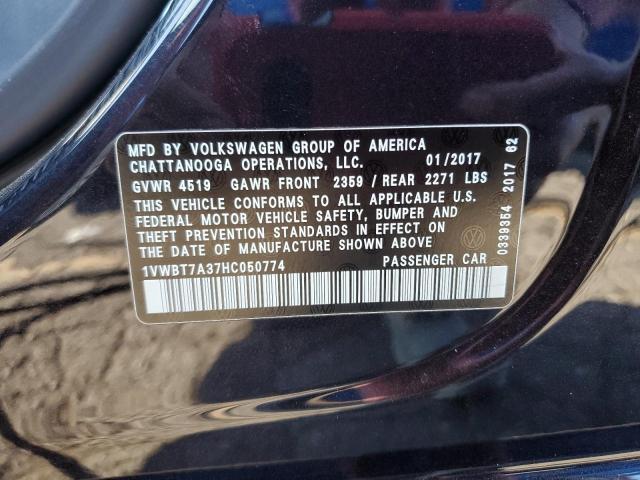 MFD BY VOLKSWAGEN GROUP OF AMERICA
CHATTANOOGA OPERATIONS, LLC. 01/2017
GVWR 4519 GAWR FRONT 2359 / REAR 2271 LBS
THIS VEHICLE CONFORMS TO ALL APPLICABLE U.S.
FEDERAL MOTOR VEHICLE SAFETY, BUMPER AND
THEFT PREVENTION STANDARDS IN EFFECT ON
THE DATE OF MANUFACTURE SHOWN ABOVE
1VWBT7A37HC050774 PASSENGER CAR
0339354 2017 62